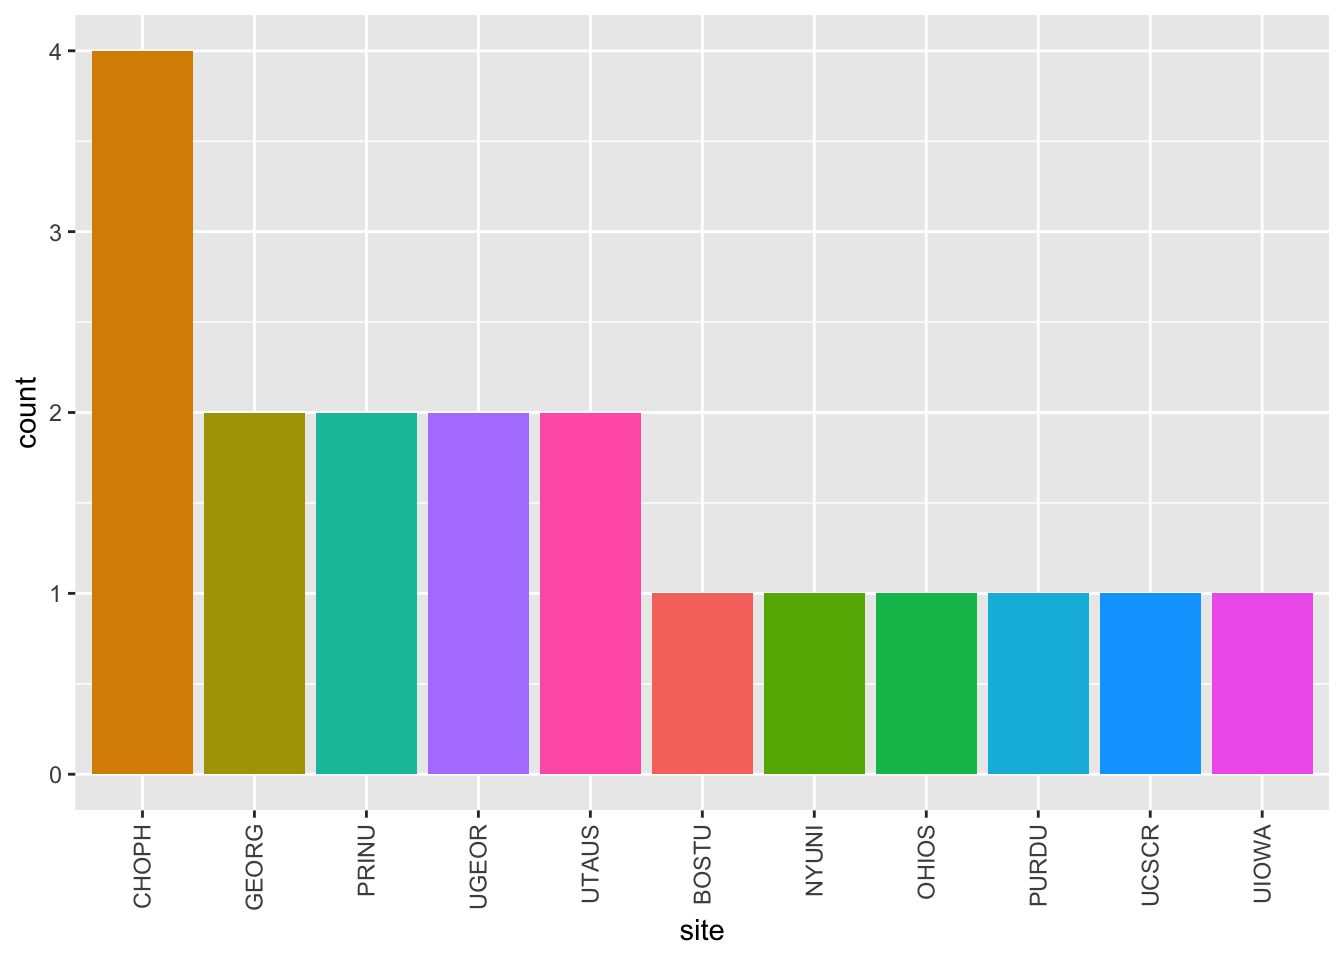 4
3
2
1
0
count
CHOPH
GEORG
PRINU
UGEOR
UTAUS
BOSTU
NYUNI
OHIOS
PURDU
UCSCR
UIOWA
site